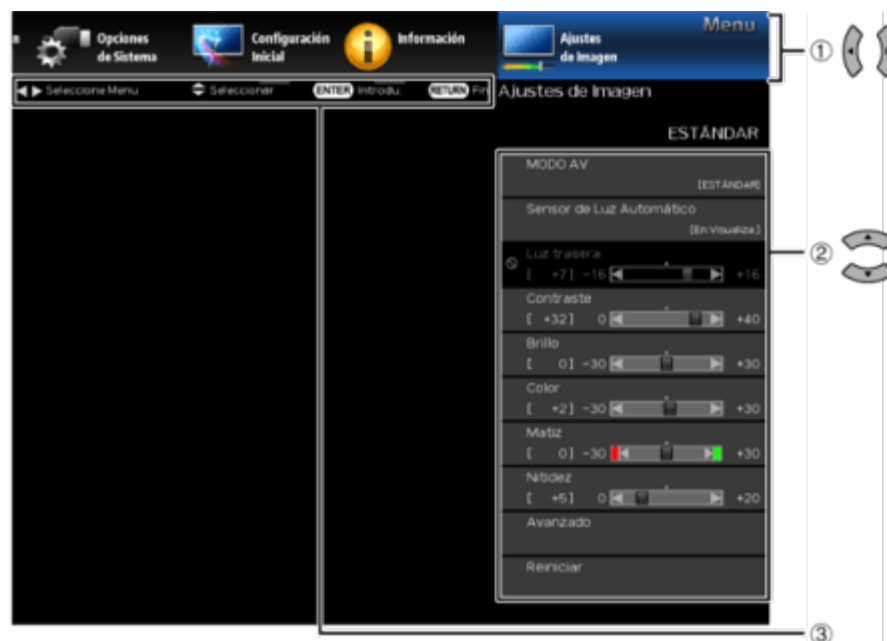 n
Opciones
de Sistema
Configuración
Inicial
Información
Menu
Ajustes
de Imagen
①
Seleccione Menu
Seleccionar
ENTER Introdu.
RETURN Fin
Ajustes de Imagen
ESTÁNDAR
MODO AV
[ESTÁNDAR]
Sensor de Luz Automático
[En Visualiza.]
②
Luz trasera
[ +7] -16 +16
Contraste
[ +32] 0 +40
Brillo
[ 0] -30 +30
Color
[ +2] -30 +30
Matiz
[ 0] -30 +30
Nitidez
[ +5] 0 +20
Avanzado
Reiniciar
③